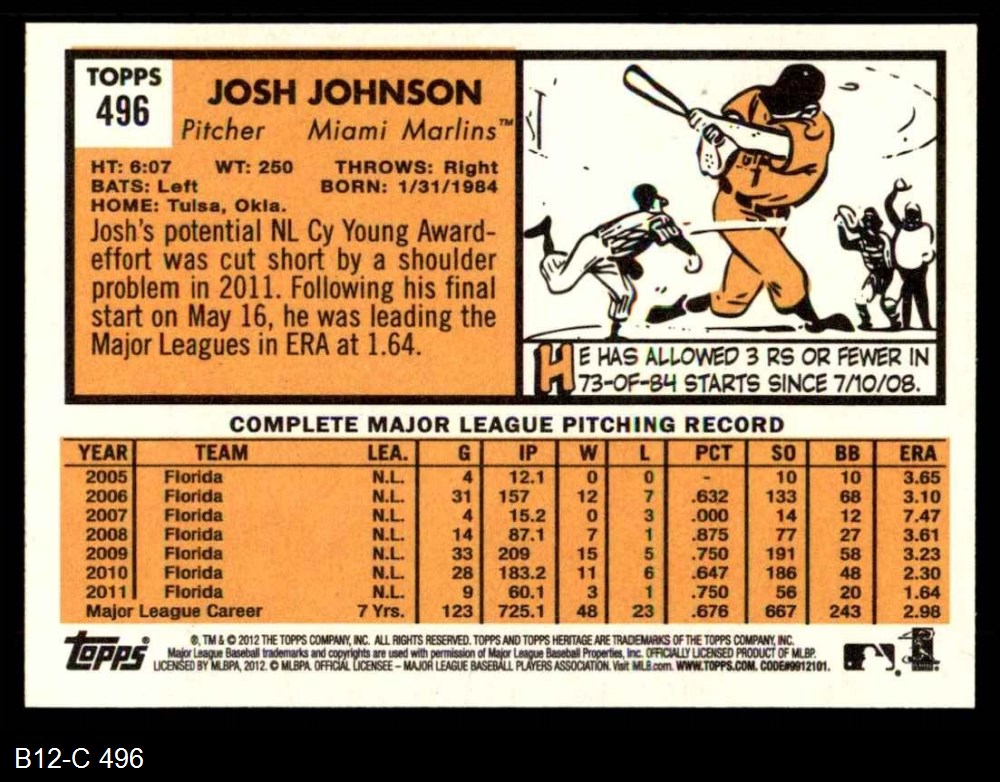 TOPPS
496
JOSH JOHNSON
Pitcher Miami Marlins™
HT: 6:07 WT: 250 THROWS: Right
BATS: Left BORN: 1/31/1984
HOME: Tulsa, Okla.
Josh's potential NL Cy Young Award-
effort was cut short by a shoulder
problem in 2011. Following his final
start on May 16, he was leading the
Major Leagues in ERA at 1.64.
HE HAS ALLOWED 3 RS OR FEWER IN
73-OF-84 STARTS SINCE 7/10/08.
COMPLETE MAJOR LEAGUE PITCHING RECORD
YEAR TEAM LEA. G IP W L PCT SO BB ERA
2005 Florida N.L. 4 12.1 0 0 - 10 10 3.65
2006 Florida N.L. 31 157 12 7 .632 133 68 3.10
2007 Florida N.L. 4 15.2 0 3 .000 14 12 7.47
2008 Florida N.L. 14 87.1 7 1 .875 77 27 3.61
2009 Florida N.L. 33 209 15 5 .750 191 58 3.23
2010 Florida N.L. 28 183.2 11 6 .647 186 48 2.30
2011 Florida N.L. 9 60.1 3 1 .750 56 20 1.64
Major League Career 7 Yrs. 123 725.1 48 23 .676 667 243 2.98
Topps®
®, TM & © 2012 THE TOPPS COMPANY, INC. ALL RIGHTS RESERVED. TOPPS AND TOPPS HERITAGE ARE TRADEMARKS OF THE TOPPS COMPANY, INC.
Major League Baseball trademarks and copyrights are used with permission of Major League Baseball Properties, Inc. OFFICIALLY LICENSED PRODUCT OF MLBP.
LICENSED BY MLBPA, 2012. © MLBPA. OFFICIAL LICENSEE – MAJOR LEAGUE BASEBALL PLAYERS ASSOCIATION. Visit MLB.com. WWW.TOPPS.COM. CODE#9912101.
B12-C 496